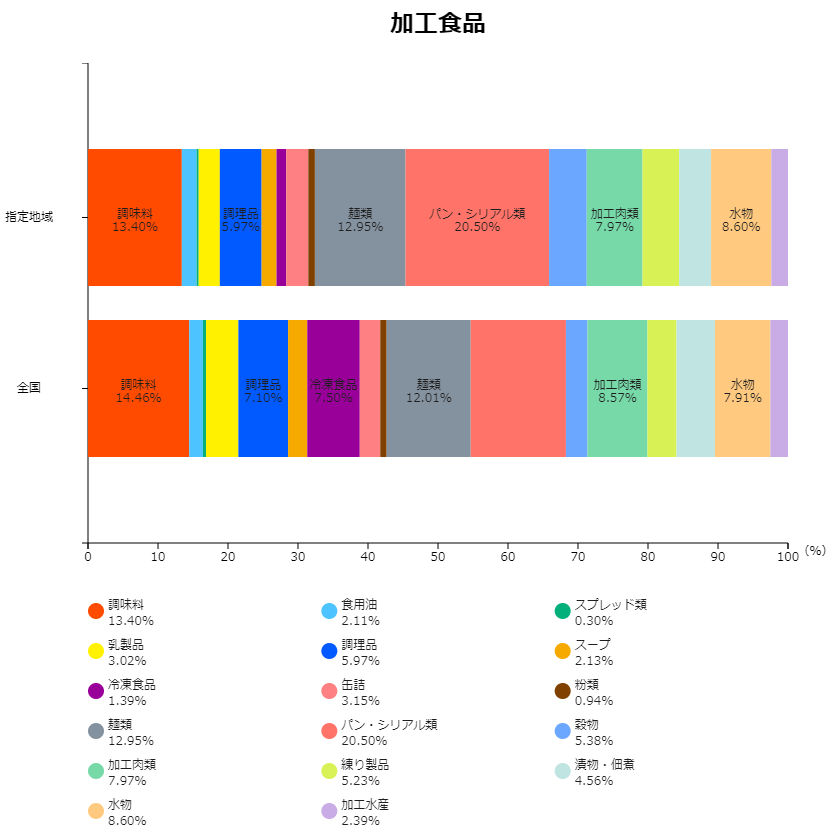 加工食品
指定地域
調味料
13.40%
調理品
5.97%
麺類
12.95%
パン・シリアル類
20.50%
加工肉類
7.97%
水物
8.60%
全国
調味料
14.46%
調理品
7.10%
冷凍食品
7.50%
麺類
12.01%
加工肉類
8.57%
水物
7.91%
0 10 20 30 40 50 60 70 80 90 100 (%)
調味料 食用油 スプレッド類
13.40% 2.11% 0.30%
乳製品 調理品 スープ
3.02% 5.97% 2.13%
冷凍食品 缶詰 粉類
1.39% 3.15% 0.94%
麺類 パン・シリアル類 穀物
12.95% 20.50% 5.38%
加工肉類 練り製品 漬物・佃煮
7.97% 5.23% 4.56%
水物 加工水産
8.60% 2.39%